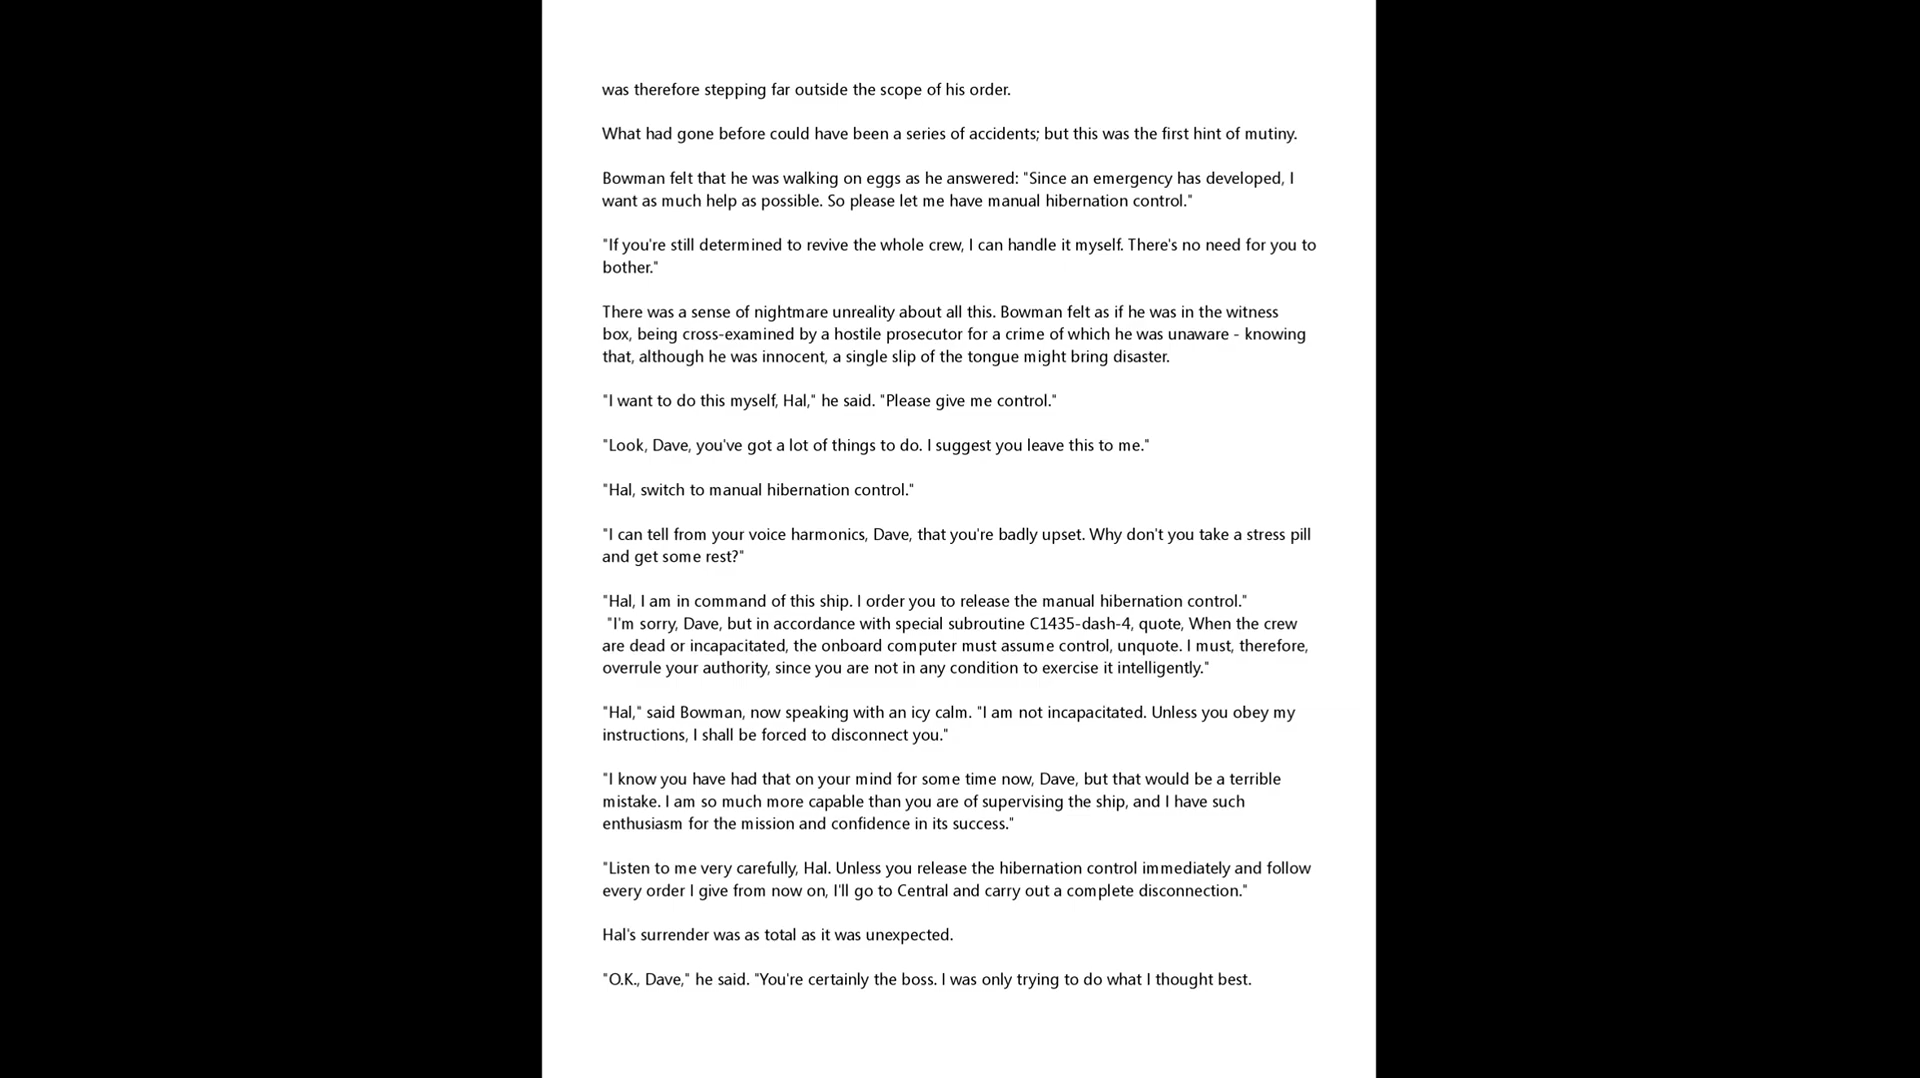 was therefore stepping far outside the scope of his order.
What had gone before could have been a series of accidents; but this was the first hint of mutiny.
Bowman felt that he was walking on eggs as he answered: "Since an emergency has developed, I
want as much help as possible. So please let me have manual hibernation control."
"If you're still determined to revive the whole crew, I can handle it myself. There's no need for you to
bother."
There was a sense of nightmare unreality about all this. Bowman felt as if he was in the witness
box, being cross-examined by a hostile prosecutor for a crime of which he was unaware - knowing
that, although he was innocent, a single slip of the tongue might bring disaster.
"I want to do this myself, Hal," he said. "Please give me control."
"Look, Dave, you've got a lot of things to do. I suggest you leave this to me."
"Hal, switch to manual hibernation control."
"I can tell from your voice harmonics, Dave, that you're badly upset. Why don't you take a stress pill
and get some rest?"
"Hal, I am in command of this ship. I order you to release the manual hibernation control."
"I'm sorry, Dave, but in accordance with special subroutine C1435-dash-4, quote, When the crew
are dead or incapacitated, the onboard computer must assume control, unquote. I must, therefore,
overrule your authority, since you are not in any condition to exercise it intelligently."
"Hal," said Bowman, now speaking with an icy calm. "I am not incapacitated. Unless you obey my
instructions, I shall be forced to disconnect you."
"I know you have had that on your mind for some time now, Dave, but that would be a terrible
mistake. I am so much more capable than you are of supervising the ship, and I have such
enthusiasm for the mission and confidence in its success."
"Listen to me very carefully, Hal. Unless you release the hibernation control immediately and follow
every order I give from now on, I'll go to Central and carry out a complete disconnection."
Hal's surrender was as total as it was unexpected.
"O.K., Dave," he said. "You're certainly the boss. I was only trying to do what I thought best.